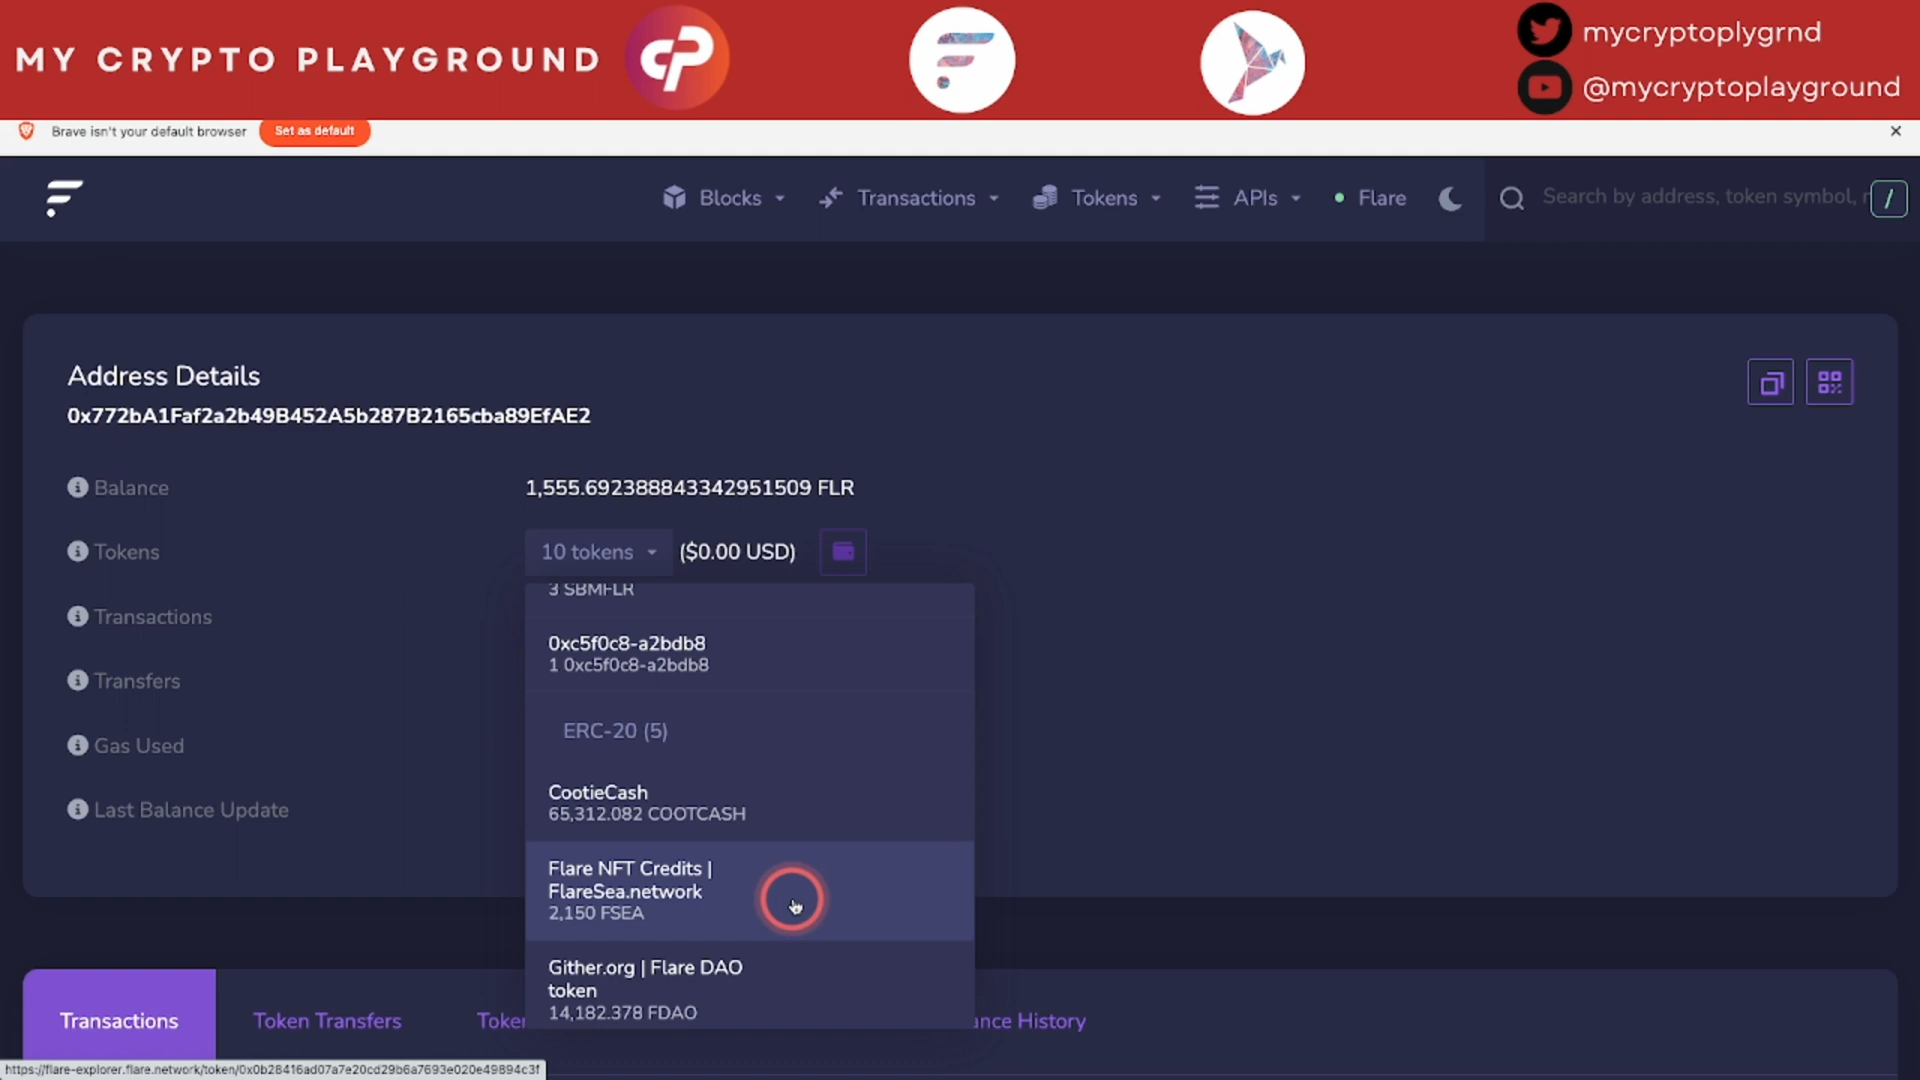 MY CRYPTO PLAYGROUND
mycryptoplygrnd
@mycryptoplayground
Brave isn't your default browser
Set as default
Blocks
Transactions
Tokens
APIs
Flare
Search by address, token symbol,
/
Address Details
0x772bA1Faf2a2b49B452A5b287B2165cba89EfAE2
Balance
1,555.692388843342951509 FLR
Tokens
10 tokens
($0.00 USD)
3 SBMFLR
Transactions
0xc5f0c8-a2bdb8
1 0xc5f0c8-a2bdb8
Transfers
ERC-20 (5)
Gas Used
CootieCash
65,312.082 COOTCASH
Last Balance Update
Flare NFT Credits |
FlareSea.network
2,150 FSEA
Gither.org | Flare DAO
token
14,182.378 FDAO
Transactions
Token Transfers
Toke
ance History
https://flare-explorer.flare.network/token/0x0b28416ad07a7e20cd29b6a7693e020e49894c3f